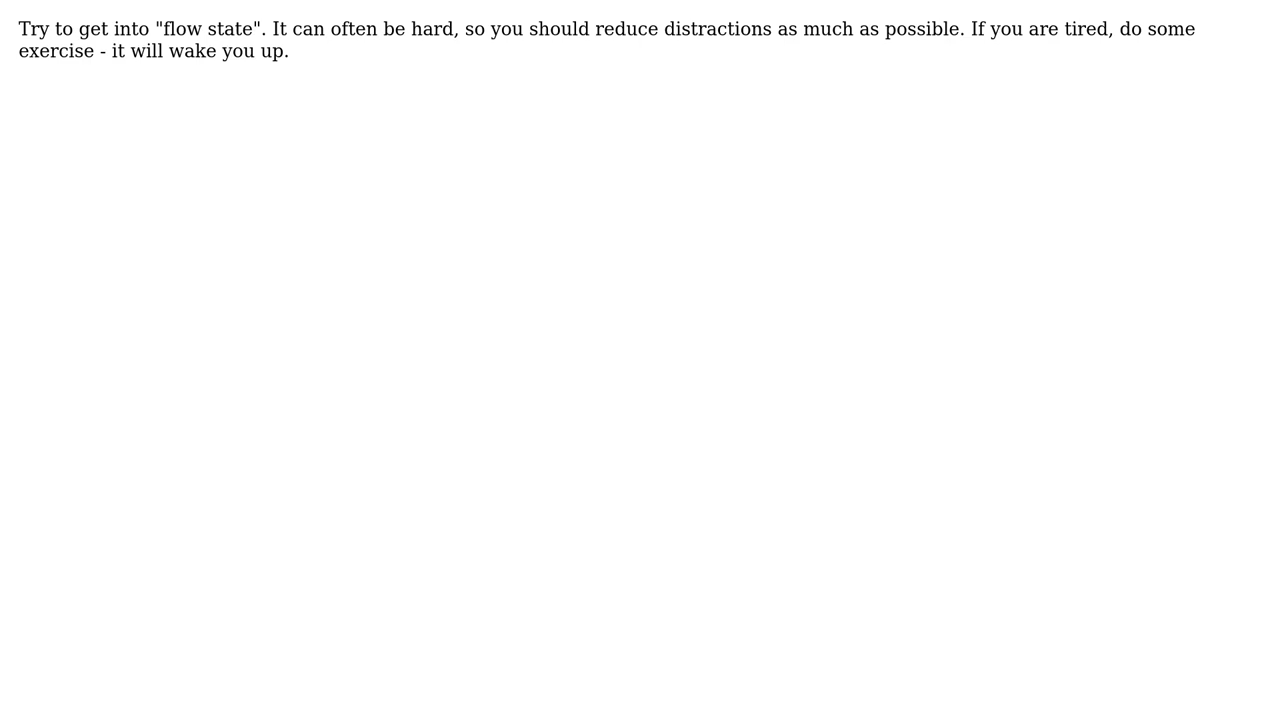 Try to get into "flow state". It can often be hard, so you should reduce distractions as much as possible. If you are tired, do some
exercise - it will wake you up.